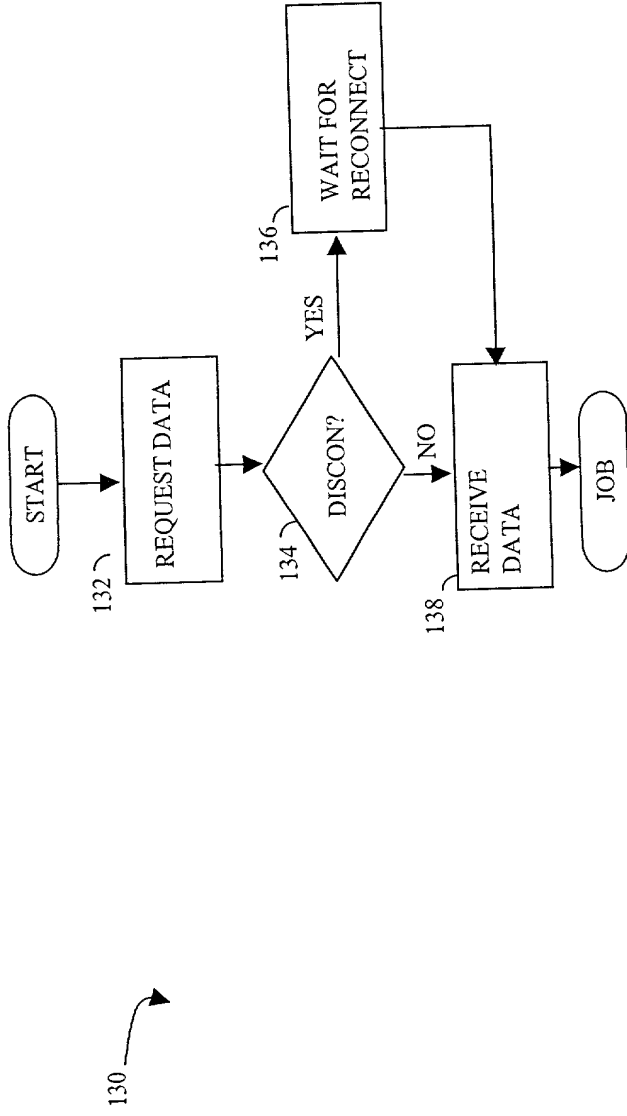 START
132
REQUEST DATA
134
DISCON?
YES
136
WAIT FOR
RECONNECT
NO
138
RECEIVE
DATA
JOB
130